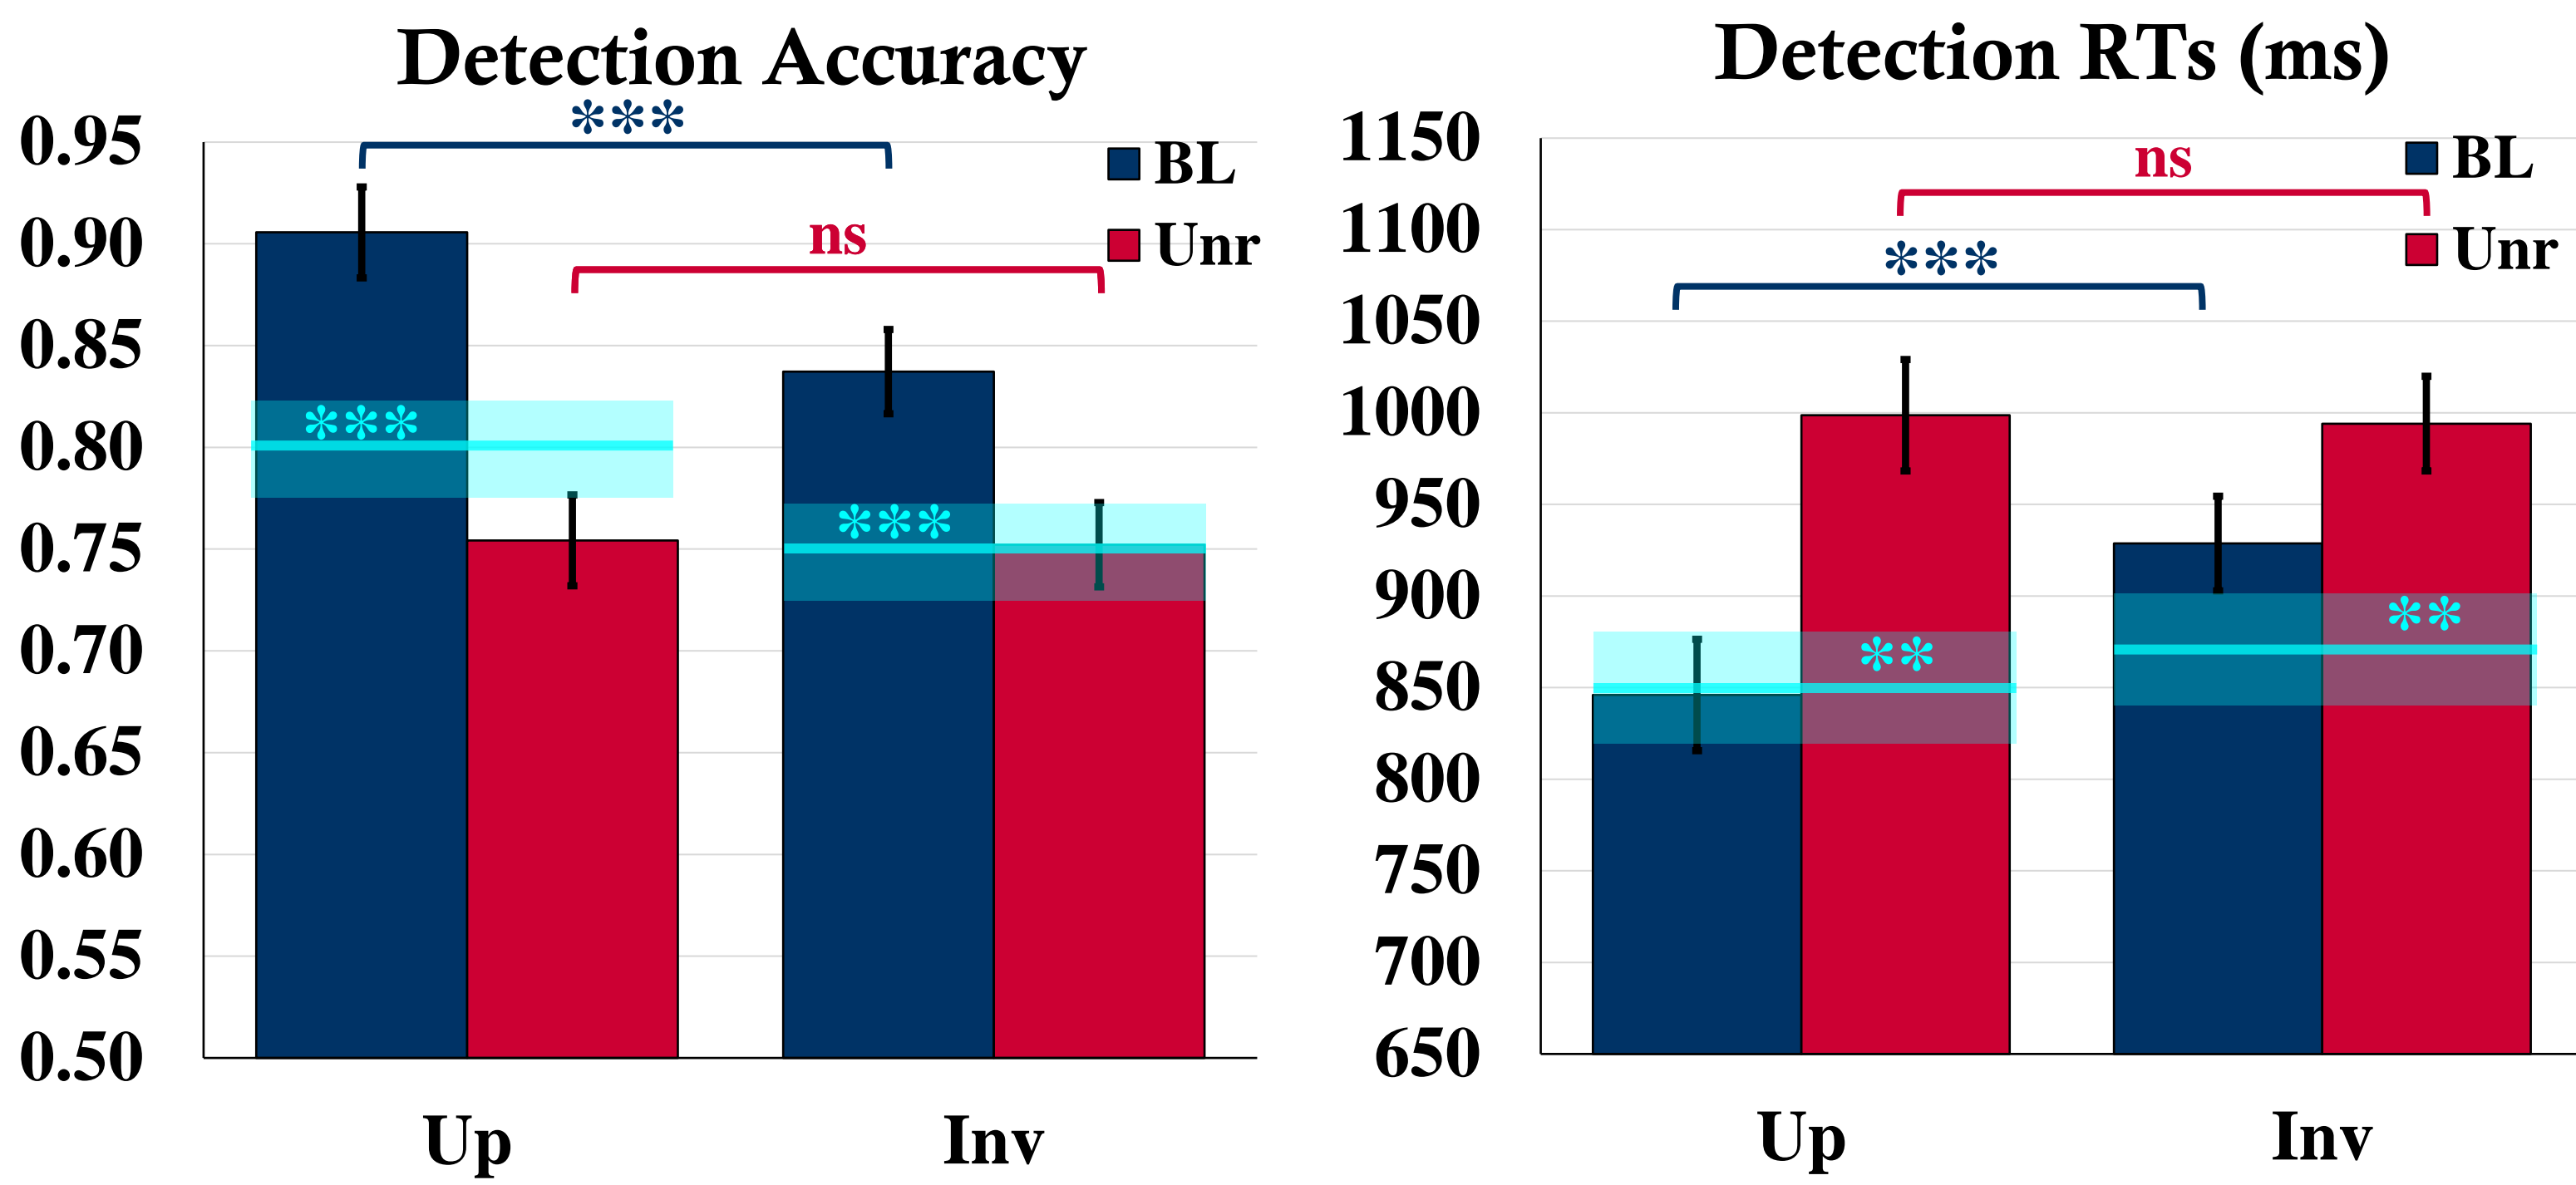 Detection Accuracy
***
0.95
BL
0.90
ns
Unr
0.85
***
0.80
***
0.75
0.70
0.65
0.60
0.55
0.50
Up
Inv
Detection RTs (ms)
1150
ns
BL
1100
***
Unr
1050
1000
950
900
**
**
850
800
750
700
650
Up
Inv